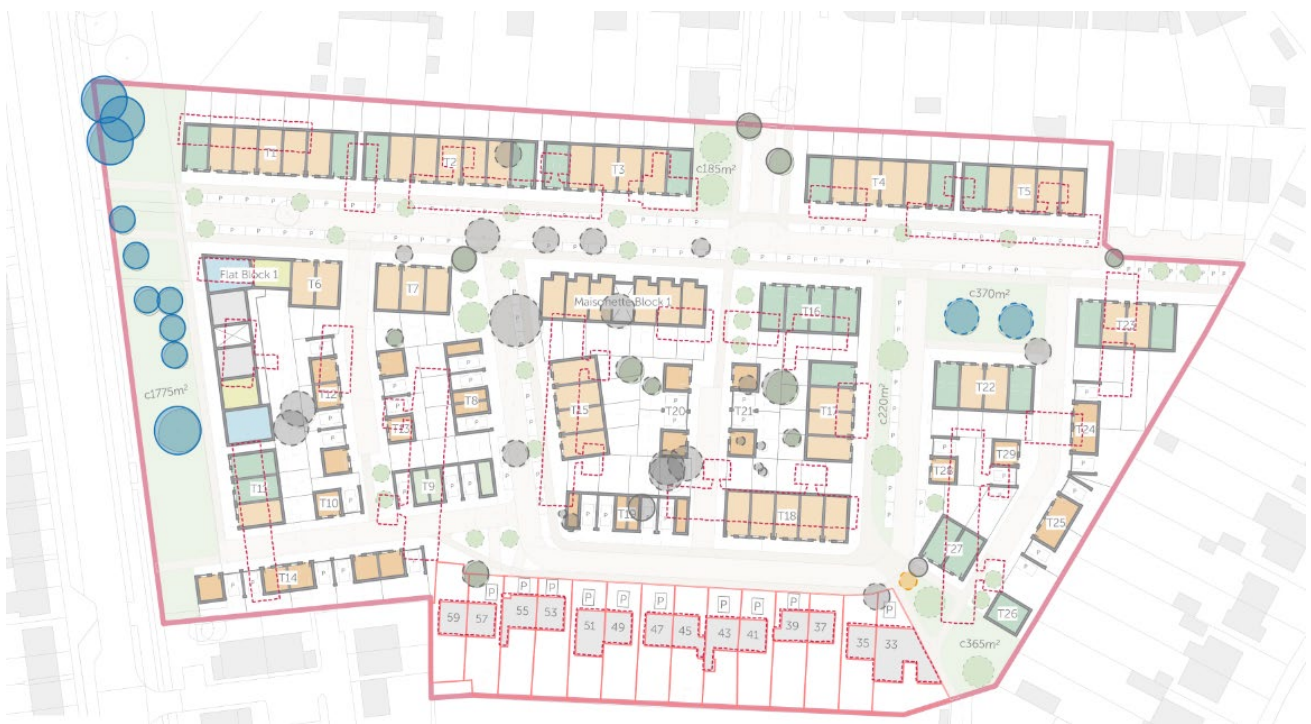 T1
T2
T3
c185m²
T4
T5
Flat Block 1
T6
T7
Maisonette Block 1
T16
c370m²
T23
c1775m²
T12
T13
T8
T15
T20
T21
T17
c220m²
T22
T24
T11
T10
T9
T19
T18
T28
T29
T25
T27
T14
T26
c365m²
P
P
P
P
P
P
P
P
P
59
57
55
53
51
49
47
45
43
41
39
37
35
33